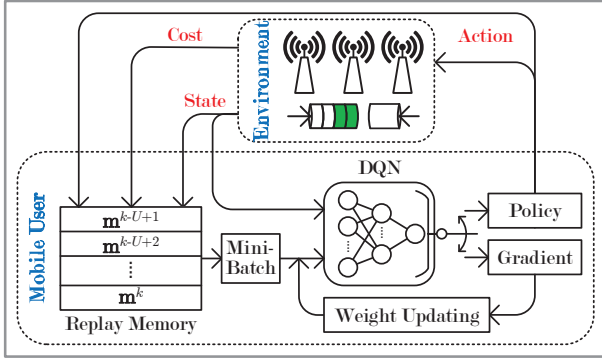 Cost
Action
State
Environment
DQN
Mobile User
m^{k-U+1}
m^{k-U+2}
⋮
m^k
Mini-
Batch
Policy
Gradient
Weight Updating
Replay Memory